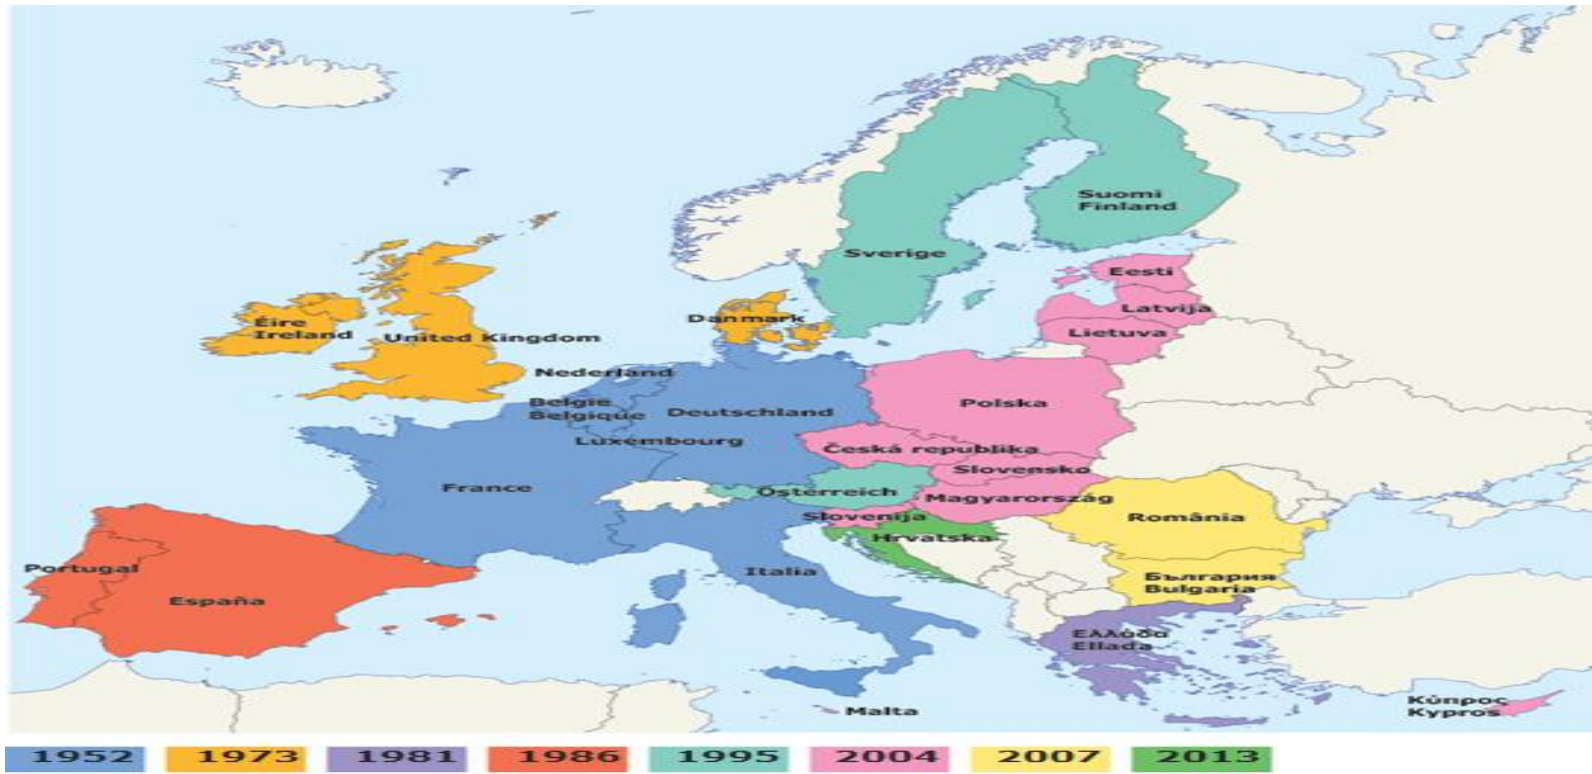 Suomi
Finland
Sverige
Eesti
Latvija
Lietuva
Danmark
Éire
Ireland
United Kingdom
Nederland
België
Belgique
Deutschland
Luxembourg
Polska
Česká republika
Slovensko
France
Österreich
Magyarország
Slovenija
Hrvatska
România
Portugal
España
Italia
България
Bulgaria
Ελλάδα
Ellada
Malta
Κύπρος
Kypros
1952 1973 1981 1986 1995 2004 2007 2013